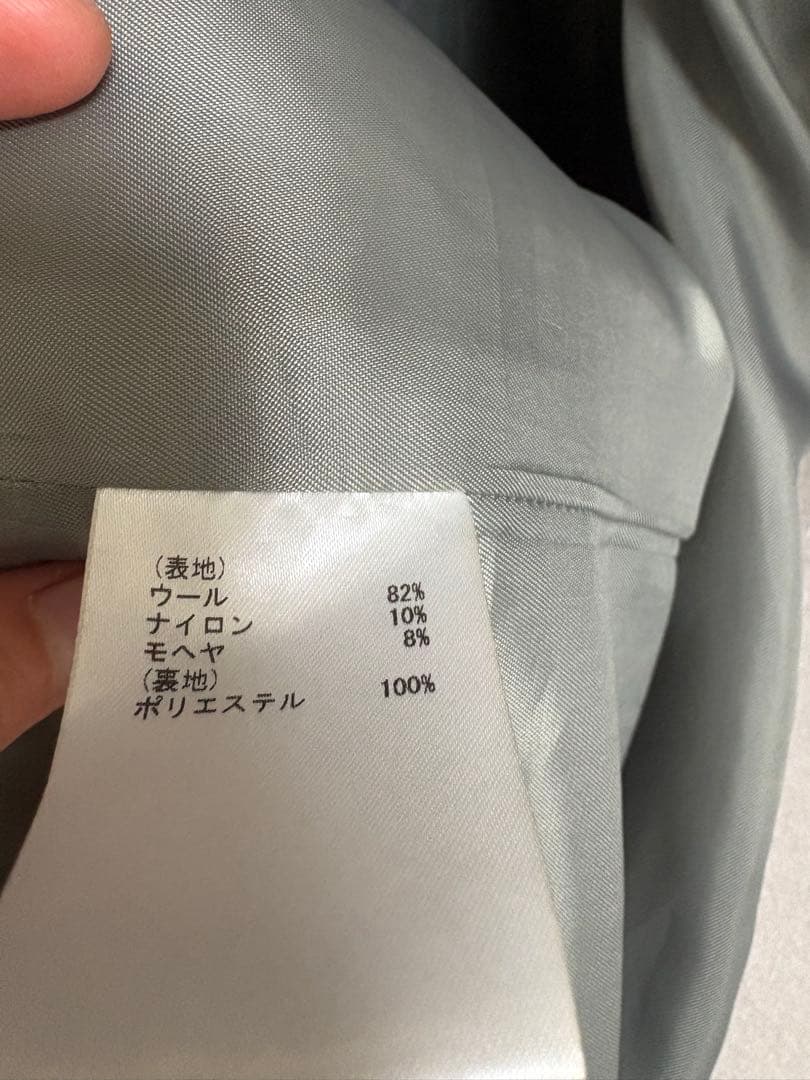 (表地)
ウール 82%
ナイロン 10%
モヘヤ 8%
(裏地)
ポリエステル 100%